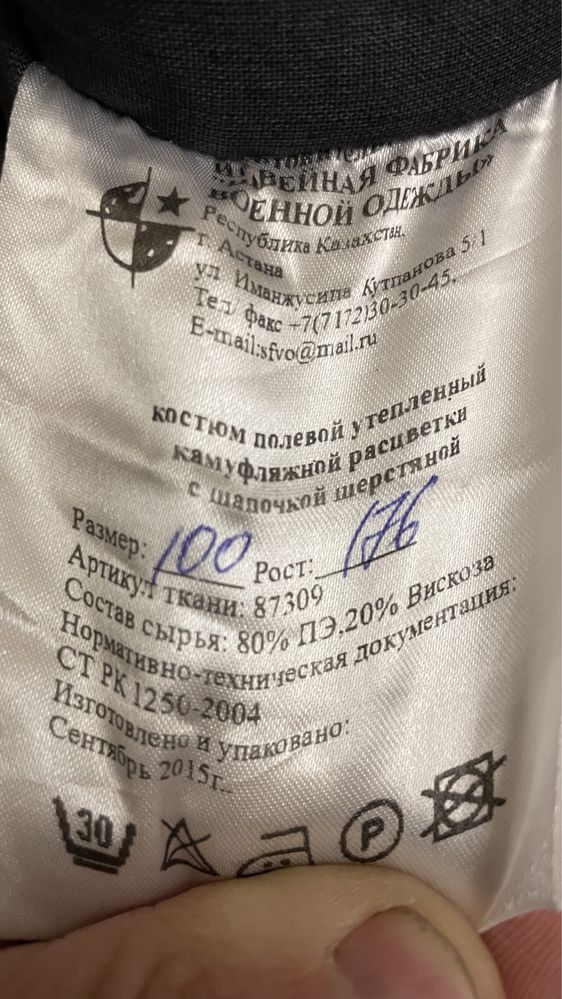 Изготовитель
«ШВЕЙНАЯ ФАБРИКА
ВОЕННОЙ ОДЕЖДЫ»
Республика Казахстан,
г. Астана
ул. Иманжусипа Кутпанова 5/1
Тел/факс +7(7172)30-30-45,
E-mail:sfvo@mail.ru
костюм полевой утепленный
камуфляжной расцветки
с шапочкой шерстяной
Размер: 100 Рост: 176
Артикул ткани: 87309
Состав сырья: 80% ПЭ.20% Вискоза
Нормативно-техническая документация:
СТ РК 1250-2004
Изготовлено и упаковано:
Сентябрь 2015г..
30 P